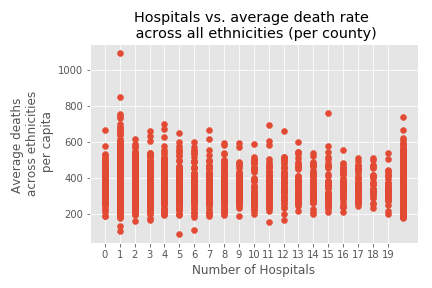 Hospitals vs. average death rate
across all ethnicities (per county)
Average deaths
across ethnicities
per capita
1000
800
600
400
200
0 1 2 3 4 5 6 7 8 9 10 11 12 13 14 15 16 17 18 19
Number of Hospitals